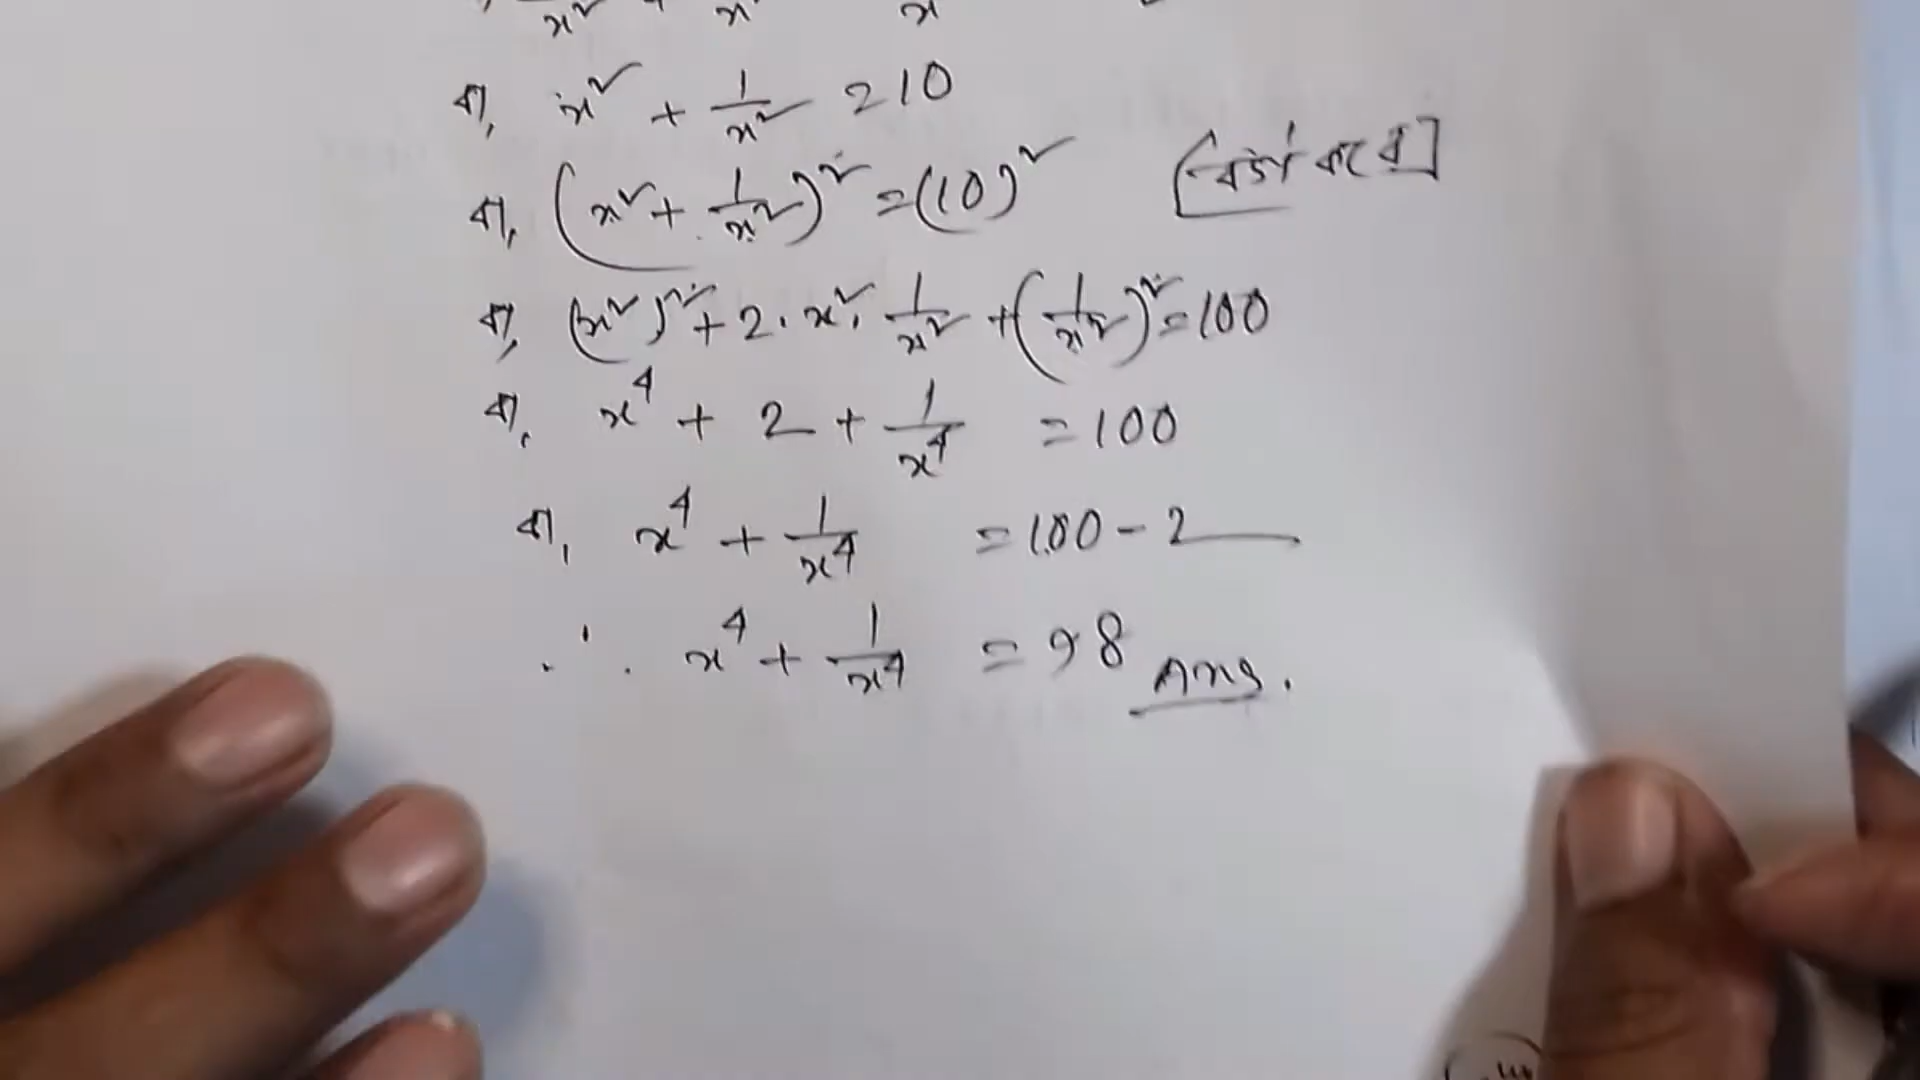 বা, x² + 1/x² = 10
বা, (x² + 1/x²)² = (10)² [বর্গ করে]
বা, (x²)² + 2 . x² . 1/x² + (1/x²)² = 100
বা, x⁴ + 2 + 1/x⁴ = 100
বা, x⁴ + 1/x⁴ = 100 - 2
∴ x⁴ + 1/x⁴ = 98 Ans.